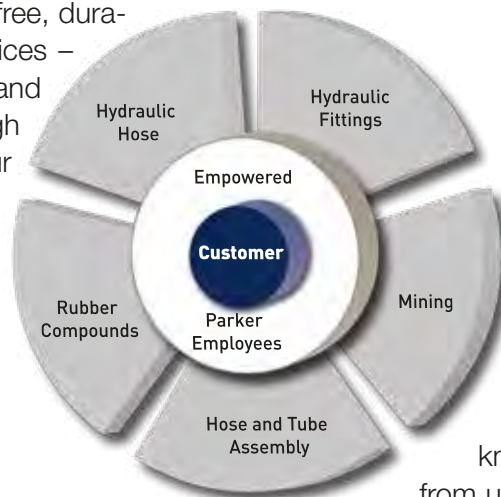 free, dura-
ices –
and
gh
ur
Hydraulic
Hose
Hydraulic
Fittings
Empowered
Customer
Parker
Employees
Rubber
Compounds
Mining
Hose and Tube
Assembly
kn
from u